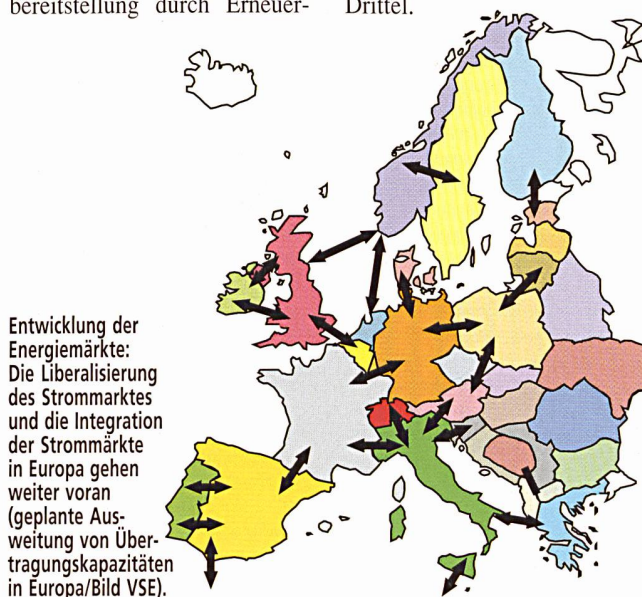 bereitstellung durch Erneuer-
Drittel.
Entwicklung der
Energiemärkte:
Die Liberalisierung
des Strommarktes
und die Integration
der Strommärkte
in Europa gehen
weiter voran
(geplante Aus-
weitung von Über-
tragungskapazitäten
in Europa/Bild VSE).